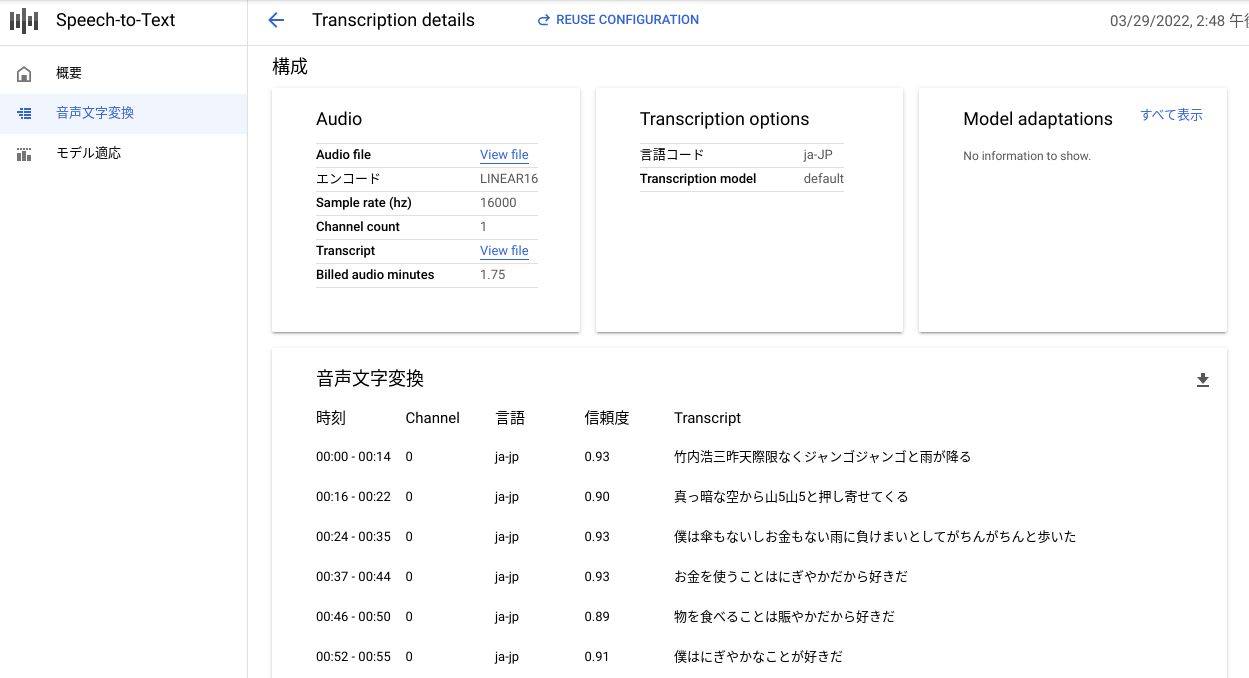 Speech-to-Text
Transcription details
REUSE CONFIGURATION
03/29/2022, 2:48 午後
概要
音声文字変換
モデル適応
構成
Audio
Audio file View file
エンコード LINEAR16
Sample rate (hz) 16000
Channel count 1
Transcript View file
Billed audio minutes 1.75
Transcription options
言語コード ja-JP
Transcription model default
Model adaptations すべて表示
No information to show.
音声文字変換
時刻 Channel 言語 信頼度 Transcript
00:00 - 00:14 0 ja-jp 0.93 竹内浩三昨天際限なくジャンゴジャンゴと雨が降る
00:16 - 00:22 0 ja-jp 0.90 真っ暗な空から山5山5と押し寄せてくる
00:24 - 00:35 0 ja-jp 0.93 僕は傘もないしお金もない雨に負けまいとしてがちんがちんと歩いた
00:37 - 00:44 0 ja-jp 0.93 お金を使うことはにぎやかだから好きだ
00:46 - 00:50 0 ja-jp 0.89 物を食べることは賑やかだから好きだ
00:52 - 00:55 0 ja-jp 0.91 僕はにぎやかなことが好きだ